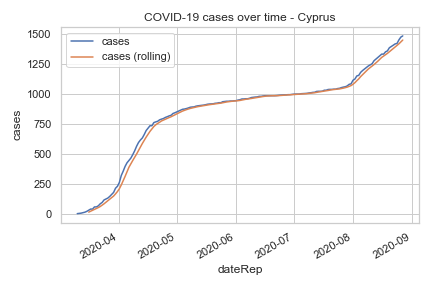 COVID-19 cases over time - Cyprus
cases
cases (rolling)
1500
1250
1000
750
500
250
0
cases
2020-04
2020-05
2020-06
2020-07
2020-08
2020-09
dateRep